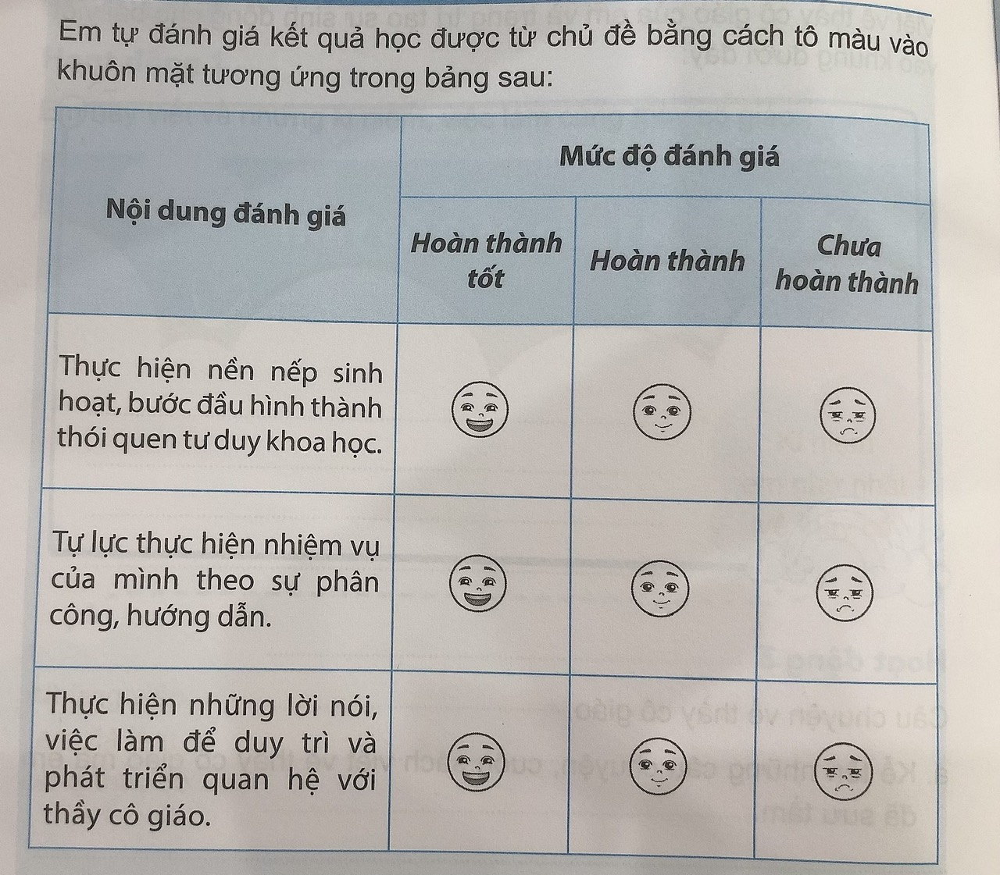 Em tự đánh giá kết quả học được từ chủ đề bằng cách tô màu vào
khuôn mặt tương ứng trong bảng sau:
Nội dung đánh giá
Mức độ đánh giá
Hoàn thành
tốt
Hoàn thành
Chưa
hoàn thành
Thực hiện nền nếp sinh
hoạt, bước đầu hình thành
thói quen tư duy khoa học.
Tự lực thực hiện nhiệm vụ
của mình theo sự phân
công, hướng dẫn.
Thực hiện những lời nói,
việc làm để duy trì và
phát triển quan hệ với
thầy cô giáo.